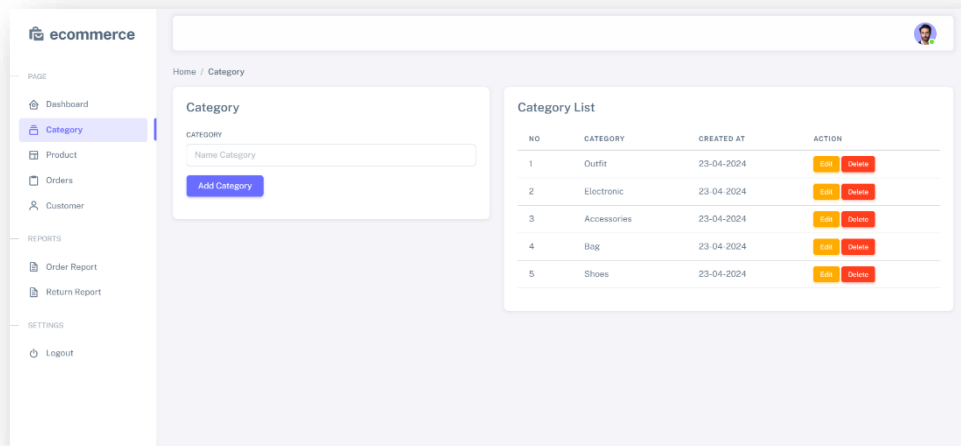 ecommerce
PAGE
Dashboard
Category
Product
Orders
Customer
REPORTS
Order Report
Return Report
SETTINGS
Logout
Home / Category
Category
CATEGORY
Name Category
Add Category
Category List
NO CATEGORY CREATED AT ACTION
1 Outfit 23-04-2024 Edit Delete
2 Electronic 23-04-2024 Edit Delete
3 Accessories 23-04-2024 Edit Delete
4 Bag 23-04-2024 Edit Delete
5 Shoes 23-04-2024 Edit Delete